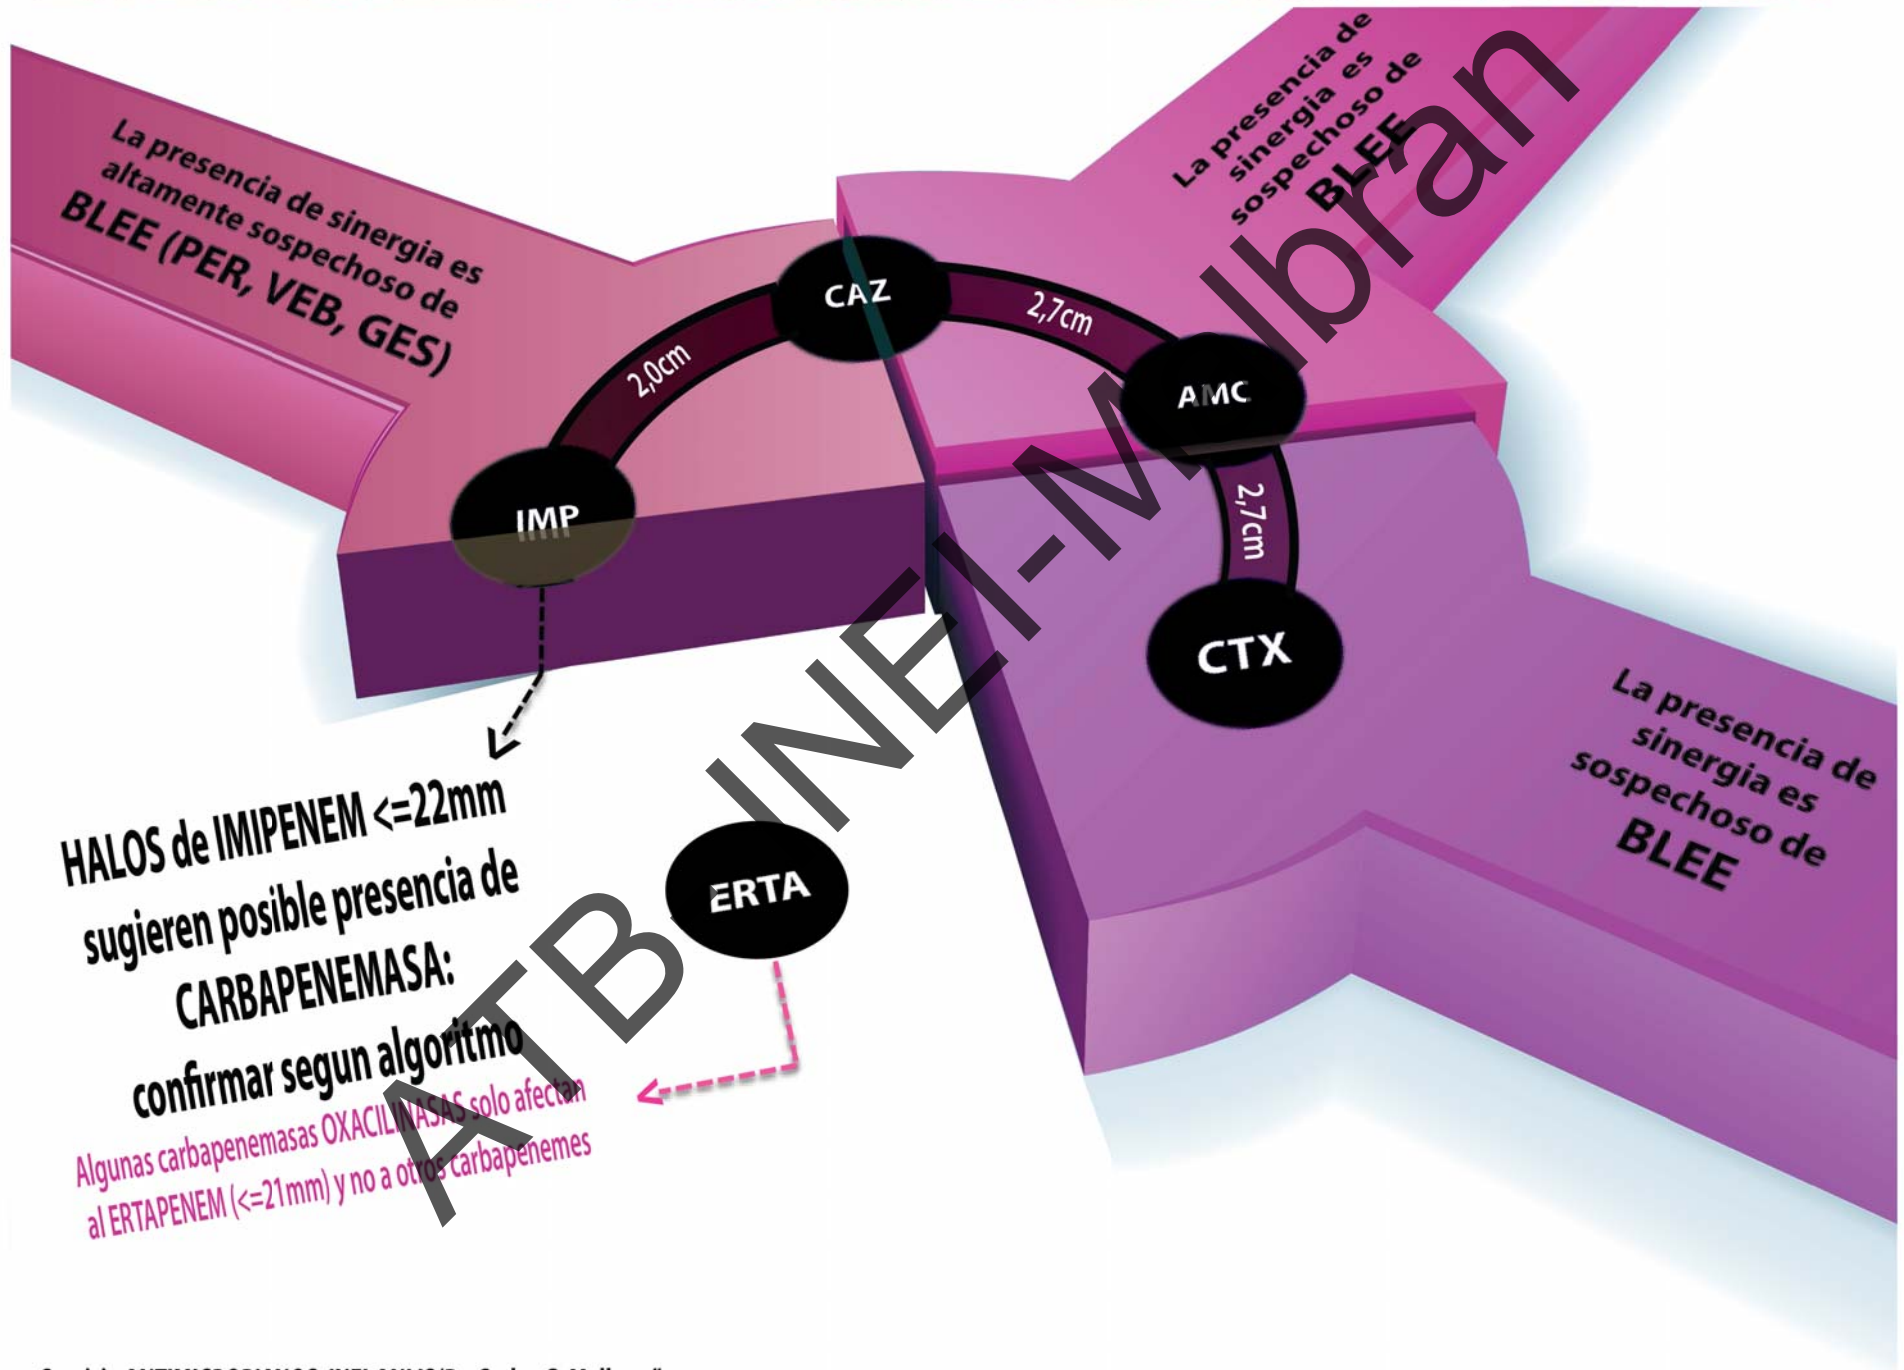 La presencia de sinergia es
altamente sospechoso de
BLEE (PER, VEB, GES)
La presencia de
sinergia es
sospechoso de
BLEE
CAZ
2,7cm
2,0cm
AMC
IMP
2,7cm
CTX
La presencia de
sinergia es
sospechoso de
BLEE
HALOS de IMIPENEM <=22mm
sugieren posible presencia de
CARBAPENEMASA:
confirmar segun algoritmo
ERTA
Algunas carbapenemasas OXACILINASAS solo afectan
al ERTAPENEM (<=21mm) y no a otros carbapenemes
ATB INEI-Malbran